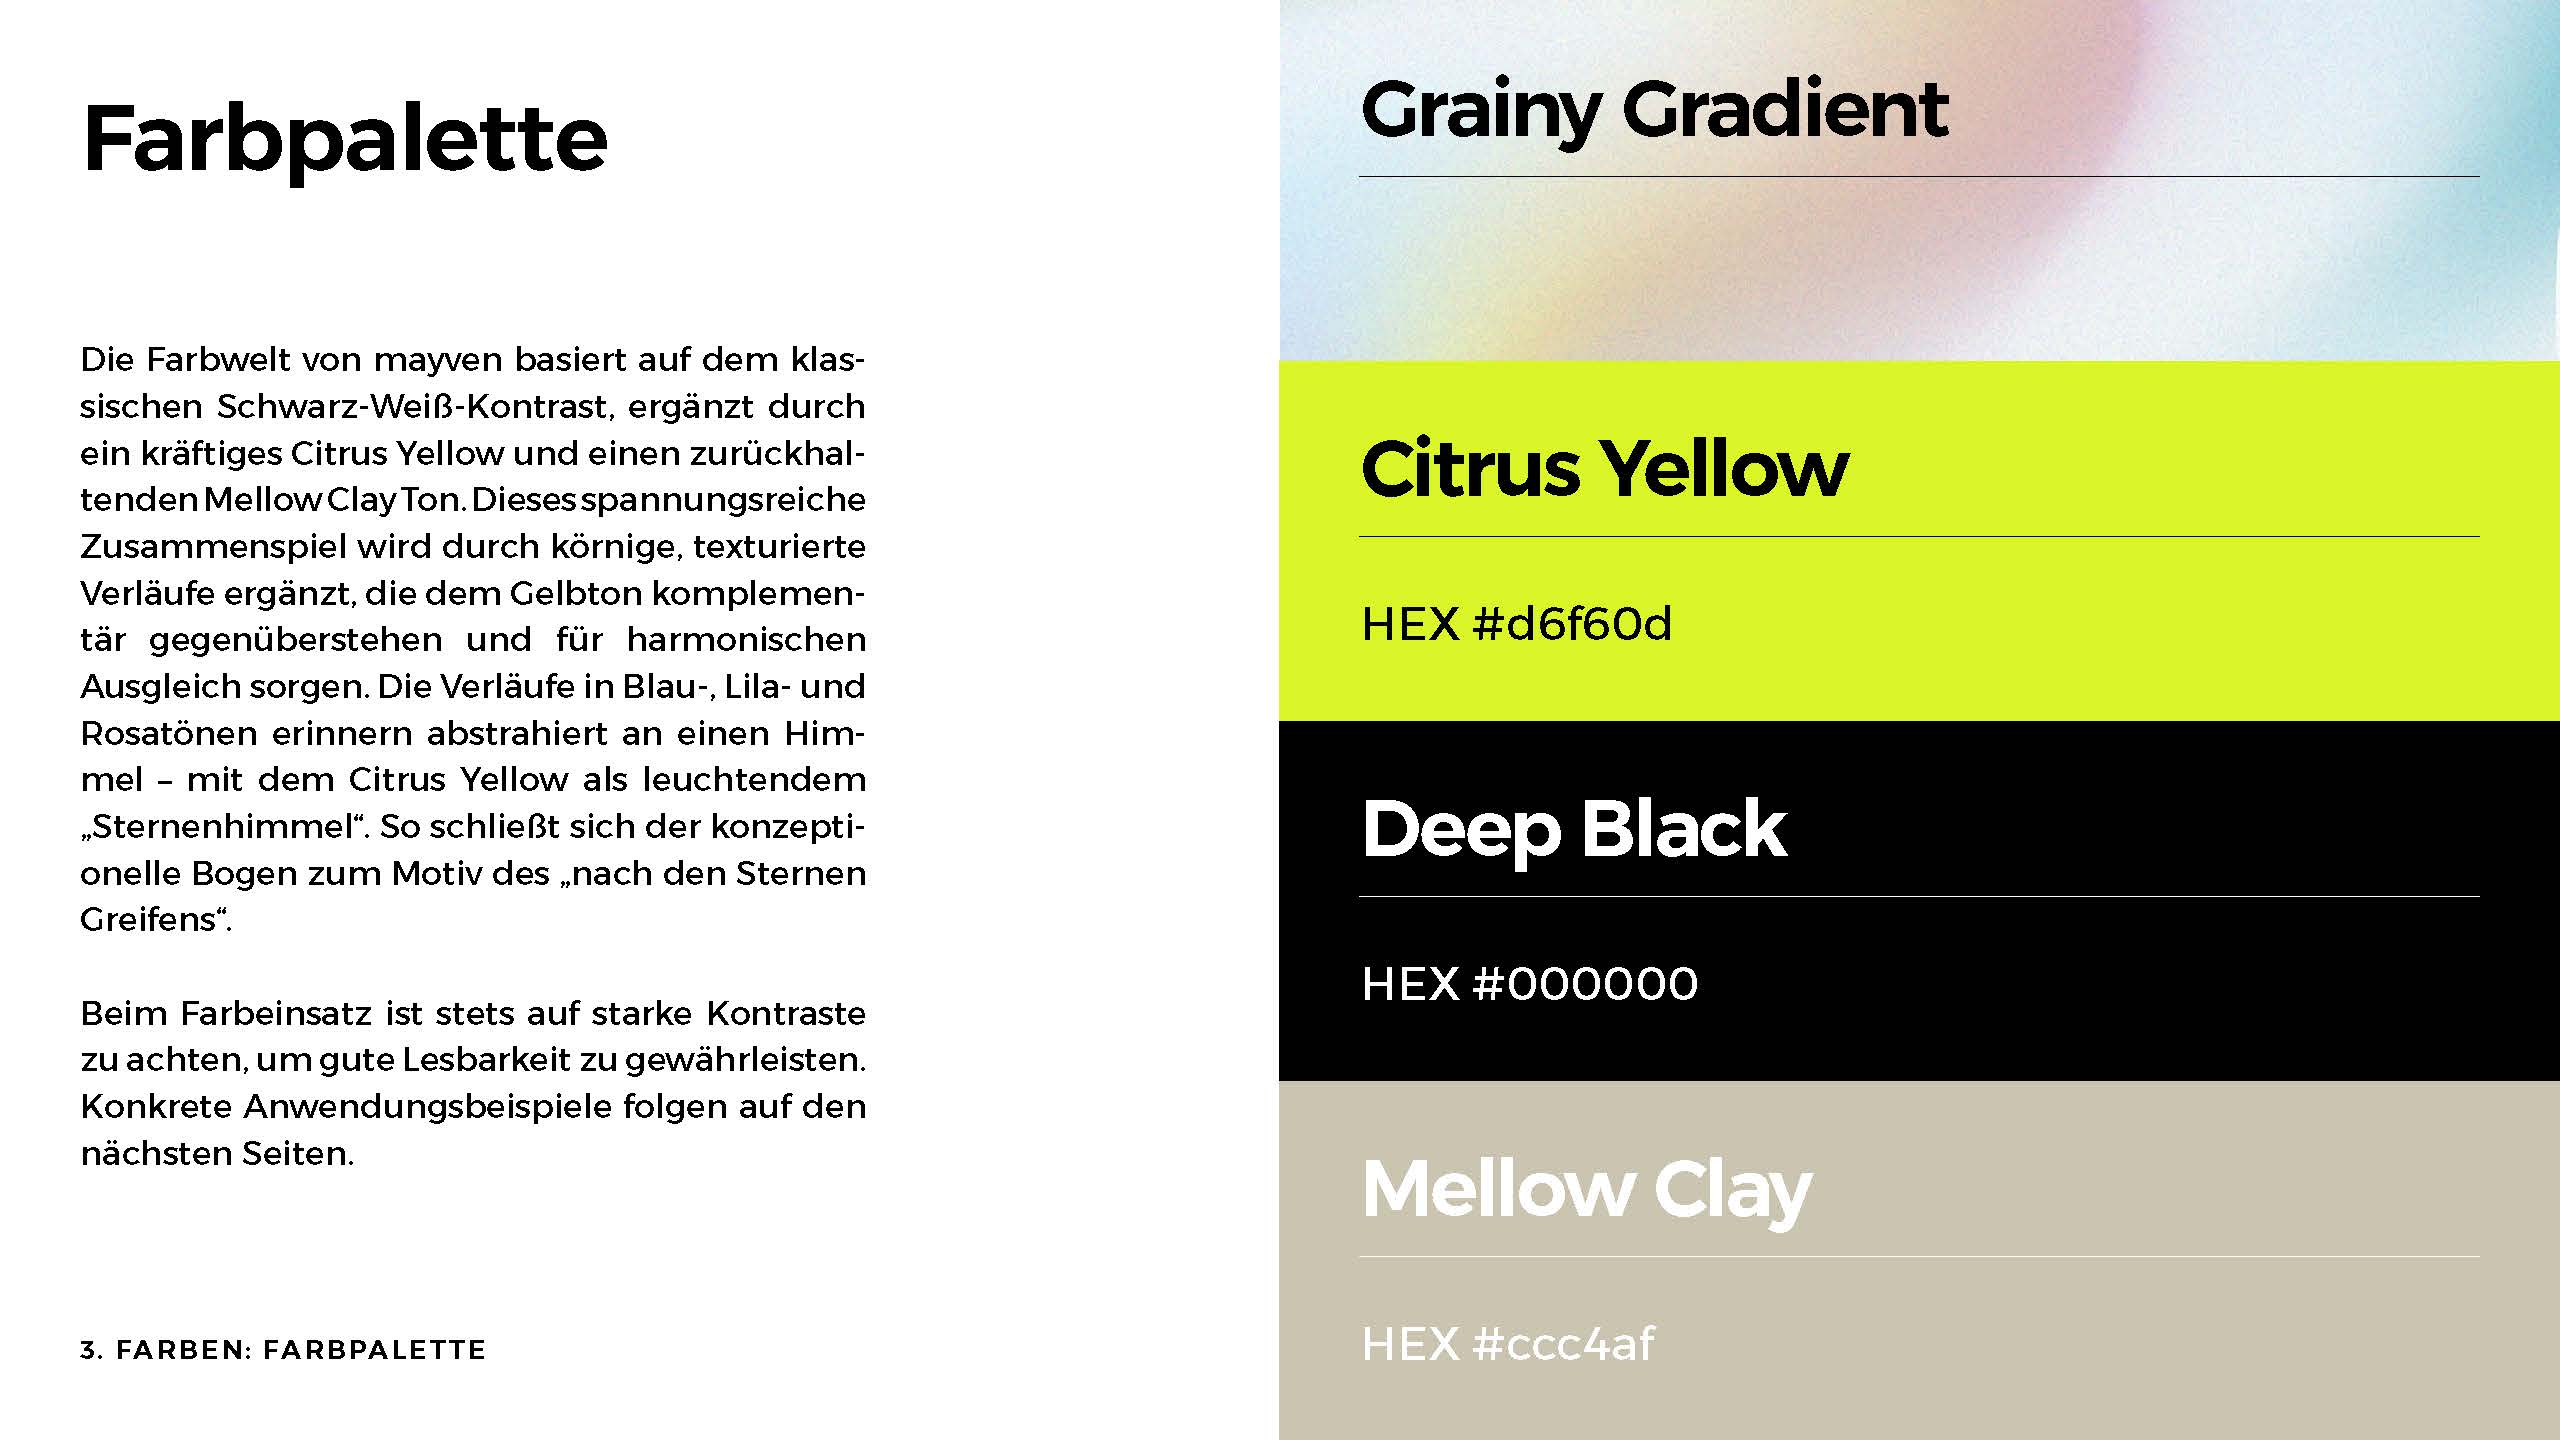 Farbpalette
Die Farbwelt von mayven basiert auf dem klas-
sischen Schwarz-Weiß-Kontrast, ergänzt durch
ein kräftiges Citrus Yellow und einen zurückhal-
tenden Mellow Clay Ton. Dieses spannungsreiche
Zusammenspiel wird durch körnige, texturierte
Verläufe ergänzt, die dem Gelbton komplemen-
tär gegenüberstehen und für harmonischen
Ausgleich sorgen. Die Verläufe in Blau-, Lila- und
Rosatönen erinnern abstrahiert an einen Him-
mel – mit dem Citrus Yellow als leuchtendem
„Sternenhimmel“. So schließt sich der konzepti-
onelle Bogen zum Motiv des „nach den Sternen
Greifens“.
Beim Farbeinsatz ist stets auf starke Kontraste
zu achten, um gute Lesbarkeit zu gewährleisten.
Konkrete Anwendungsbeispiele folgen auf den
nächsten Seiten.
3. FARBEN: FARBPALETTE
Grainy Gradient
Citrus Yellow
HEX #d6f60d
Deep Black
HEX #000000
Mellow Clay
HEX #ccc4af